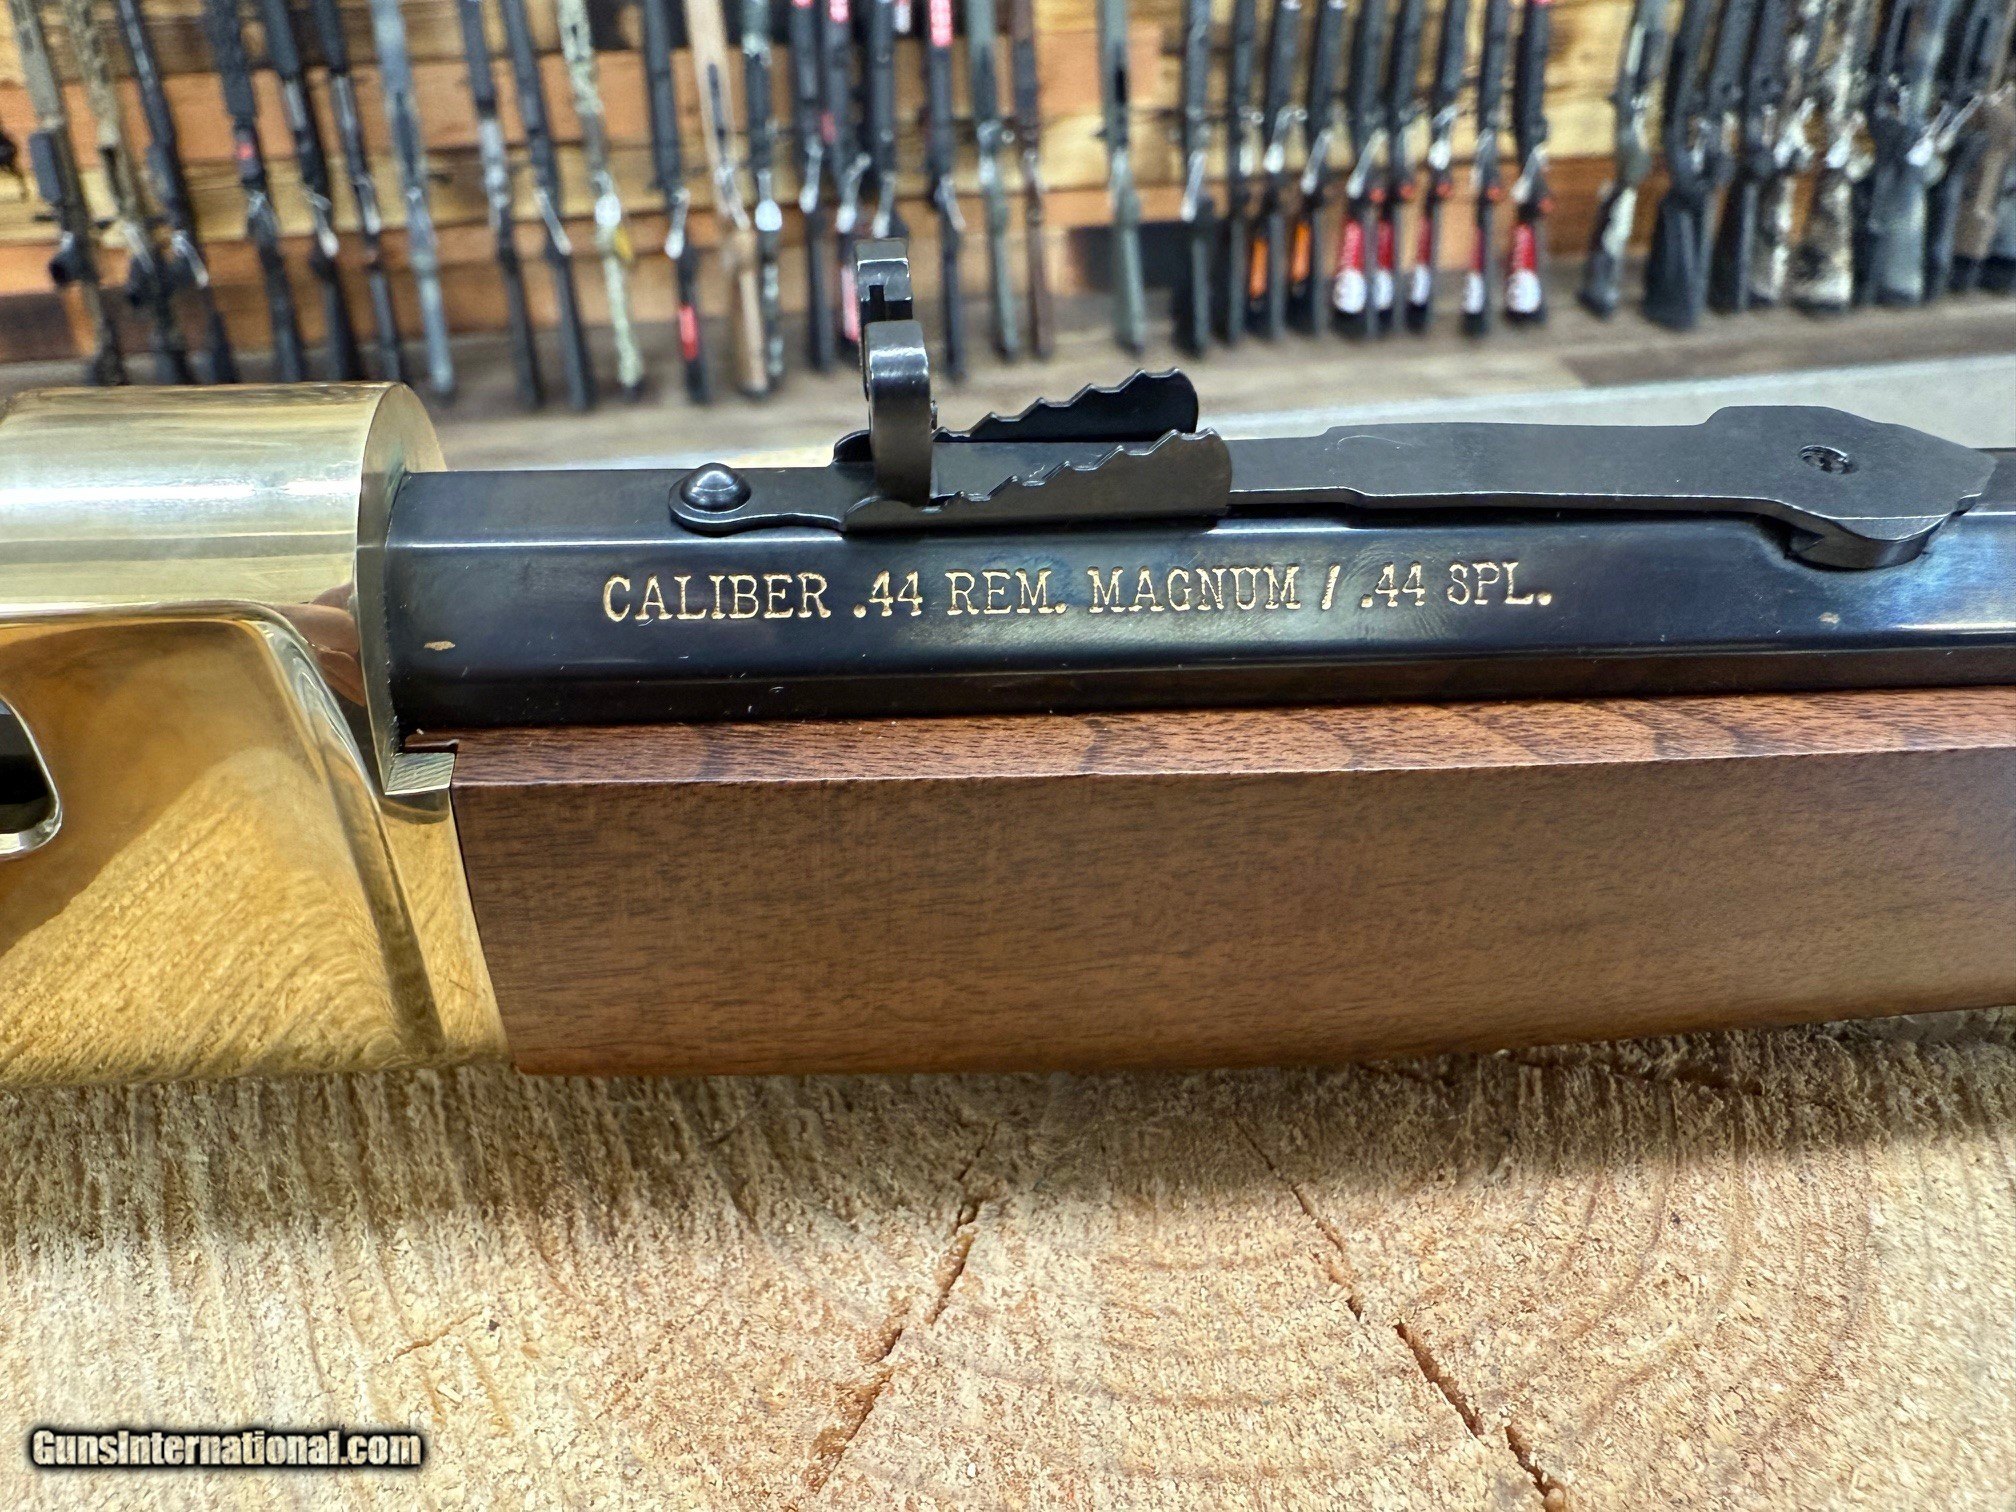 CALIBER .44 REM. MAGNUM / .44 SPL.
GunsInternational.com